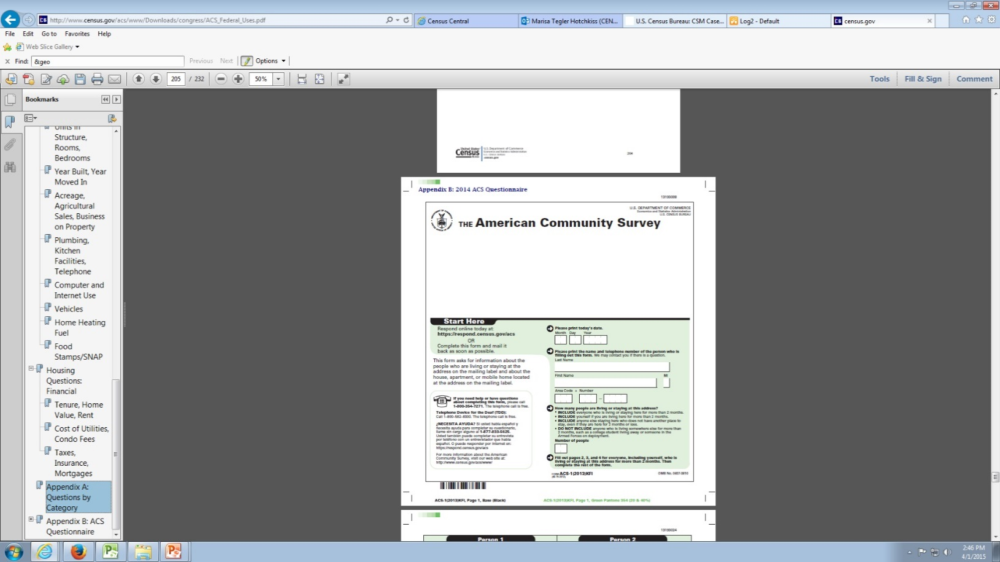 http://www.census.gov/acs/www/Downloads/congress/ACS_Federal_Uses.pdf
Census Central
Marisa Tegler Hotchkiss (CEN...
U.S. Census Bureau: CSM Case...
Log2 - Default
census.gov
File Edit Go to Favorites Help
Web Slice Gallery
Find: &geo Previous Next Options
205 / 232 50% Tools Fill & Sign Comment
Bookmarks
Units in
Structure,
Rooms,
Bedrooms
Year Built, Year
Moved In
Acreage,
Agricultural
Sales, Business
on Property
Plumbing,
Kitchen
Facilities,
Telephone
Computer and
Internet Use
Vehicles
Home Heating
Fuel
Food
Stamps/SNAP
Housing
Questions:
Financial
Tenure, Home
Value, Rent
Cost of Utilities,
Condo Fees
Taxes,
Insurance,
Mortgages
Appendix A:
Questions by
Category
Appendix B: ACS
Questionnaire
United States
Census
Bureau
U.S. Department of Commerce
Economics and Statistics Administration
U.S. CENSUS BUREAU
census.gov
204
Appendix B: 2014 ACS Questionnaire
13193008
U.S. DEPARTMENT OF COMMERCE
Economics and Statistics Administration
U.S. CENSUS BUREAU
THE American Community Survey
Start Here
Respond online today at:
https://respond.census.gov/acs
OR
Complete this form and mail it
back as soon as possible.
This form asks for information about the
people who are living or staying at the
address on the mailing label and about the
house, apartment, or mobile home located
at the address on the mailing label.
If you need help or have questions
about completing this form, please call
1-800-354-7271. The telephone call is free.
Telephone Device for the Deaf (TDD):
Call 1-800-582-8330. The telephone call is free.
¿NECESITA AYUDA? Si usted habla español y
necesita ayuda para completar su cuestionario,
llame sin cargo alguno al 1-877-833-5625.
Usted también puede completar su entrevista
por teléfono con un entrevistador que habla
español. O puede responder por Internet en:
https://respond.census.gov/acs
For more information about the American
Community Survey, visit our web site at:
http://www.census.gov/acs/www/
Please print today's date.
Month Day Year
Please print the name and telephone number of the person who is
filling out this form. We may contact you if there is a question.
Last Name
First Name MI
Area Code + Number
How many people are living or staying at this address?
• INCLUDE everyone who is living or staying here for more than 2 months.
• INCLUDE yourself if you are living here for more than 2 months.
• INCLUDE anyone else staying here who does not have another place to
stay, even if they are here for 2 months or less.
• DO NOT INCLUDE anyone who is living somewhere else for more than
2 months, such as a college student living away or someone in the
Armed Forces on deployment.
Number of people
Fill out pages 2, 3, and 4 for everyone, including yourself, who is
living or staying at this address for more than 2 months. Then
complete the rest of the form.
FORM ACS-1(2013)KFI
OMB No. 0607-0810
ACS-1(2013)KFI, Page 1, Base (Black)
ACS-1(2013)KFI, Page 1, Green Pantone 354 (20 & 40%)
13193024
Person 1
Person 2
2:46 PM
4/1/2015